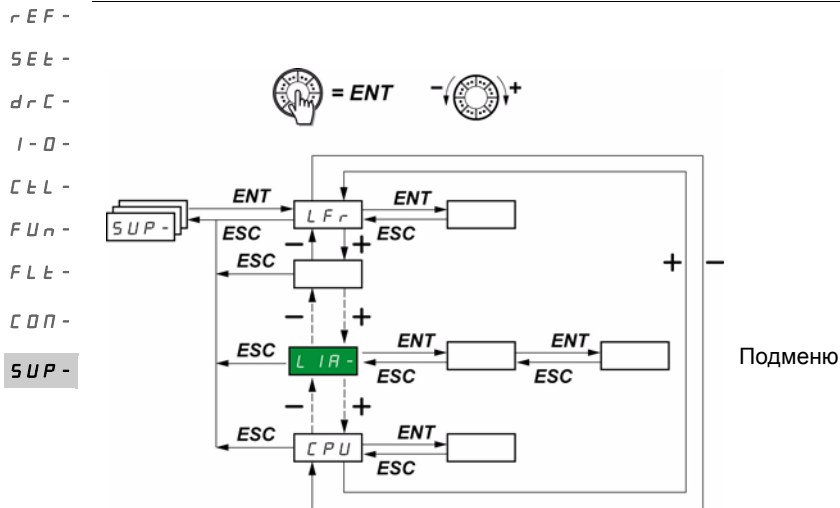 rEF-
SEt-
drC-
I-O-
CtL-
FUn-
FLt-
COM-
SUP-
= ENT - +
SUP- ENT LFr ENT
ESC - + ESC
ESC + -
- +
ESC LIA- ENT ENT Подменю
ESC ESC
- +
ESC CPU ENT
ESC